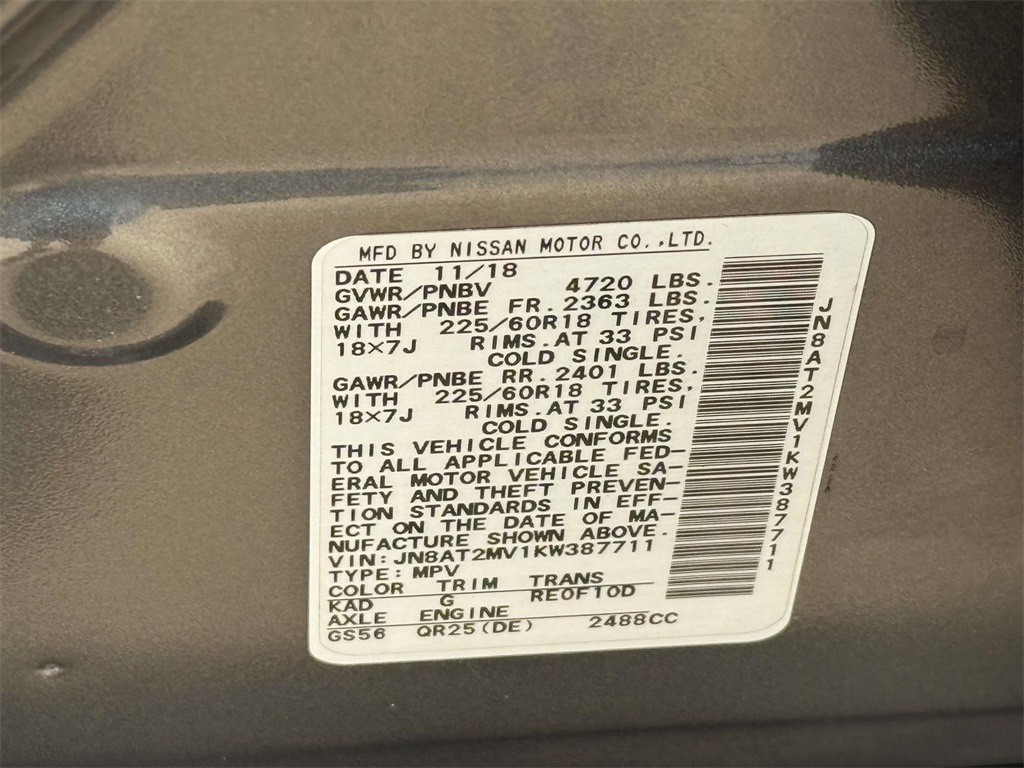 MFD BY NISSAN MOTOR CO.,LTD.
DATE 11/18
GVWR/PNBV 4720 LBS.
GAWR/PNBE FR. 2363 LBS.
WITH 225/60R18 TIRES,
18×7J RIMS.AT 33 PSI
COLD SINGLE.
GAWR/PNBE RR. 2401 LBS.
WITH 225/60R18 TIRES,
18×7J RIMS.AT 33 PSI
COLD SINGLE.
THIS VEHICLE CONFORMS
TO ALL APPLICABLE FED-
ERAL MOTOR VEHICLE SA-
FETY AND THEFT PREVEN-
TION STANDARDS IN EFF-
ECT ON THE DATE OF MA-
NUFACTURE SHOWN ABOVE.
VIN:JN8AT2MV1KW387711
TYPE:MPV
COLOR TRIM TRANS
KAD G RE0F10D
AXLE ENGINE
GS56 QR25(DE) 2488CC
JN8AT2MV1KW387711